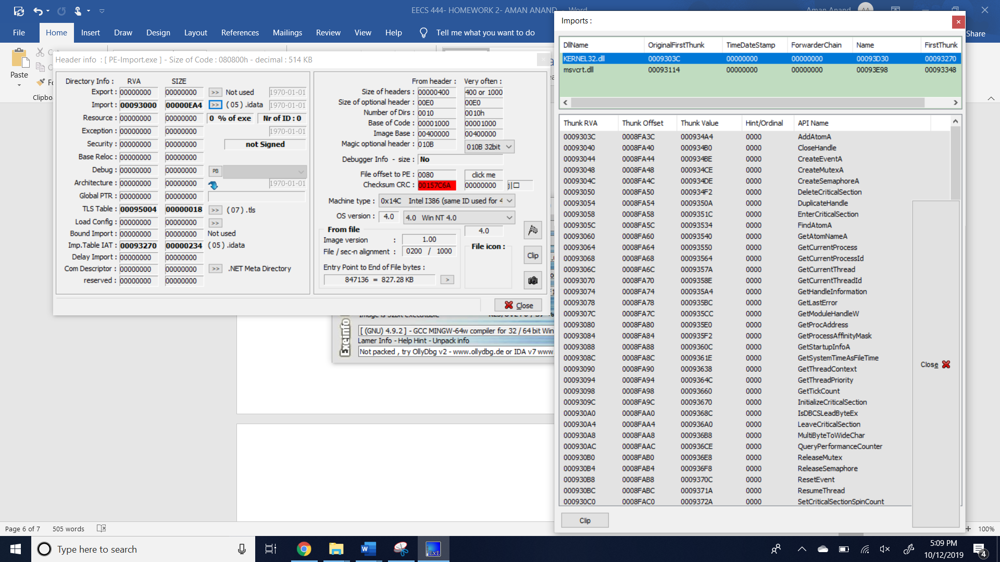 EECS 444- HOMEWORK 2- AMAN ANAND - Word
Aman Anand
AA
File Home Insert Draw Design Layout References Mailings Review View Help Tell me what you want to do
Share
Paste
Clipbo
Header info : [ PE-Import.exe ] - Size of Code : 080800h - decimal : 514 KB
Directory Info : RVA SIZE
Export : 00000000 00000000 >> Not used 1970-01-01
Import : 00093000 00000EA4 >> ( 05 ) .idata 1970-01-01
Resource : 00000000 00000000 0 % of exe Nr of ID : 0
Exception : 00000000 00000000 1970-01-01
Security : 00000000 00000000 not Signed
Base Reloc : 00000000 00000000
Debug : 00000000 00000000 PB
Architecture : 00000000 00000000 1970-01-01
Global PTR : 00000000 00000000
TLS Table : 00095004 00000018 >> ( 07 ) .tls
Load Config : 00000000 00000000 >>
Bound Import : 00000000 00000000 Not used
Imp.Table IAT : 00093270 00000234 ( 05 ) .idata
Delay Import : 00000000 00000000
Com Descriptor : 00000000 00000000 >> .NET Meta Directory
reserved : 00000000 00000000
From header : Very often :
Size of headers : 00000400 400 or 1000
Size of optional header : 00E0 00E0
Number of Dirs : 0010 0010h
Base of Code : 00001000 00001000
Image Base : 00400000 00400000
Magic optional header : 010B 010B 32bit
Debugger Info - size : No
File offset to PE : 0080 click me
Checksum CRC : 00157C6A 00000000
Machine type : 0x14C Intel I386 (same ID used for 4
OS version : 4.0 4.0 Win NT 4.0
From file 4.0
Image version : 1.00
File icon :
File / sec-n alignment : 0200 / 1000
Clip
Entry Point to End of File bytes :
847136 = 827.28 KB >
Close
Image is 32bit executable
Exeinfo
[ (GNU) 4.9.2 ] - GCC MINGW-64w compiler for 32 / 64 bit Win
Lamer Info - Help Hint - Unpack info
Not packed , try OllyDbg v2 - www.ollydbg.de or IDA v7 www.
Imports :
DllName OriginalFirstThunk TimeDateStamp ForwarderChain Name FirstThunk
KERNEL32.dll 0009303C 00000000 00000000 00093D30 00093270
msvcrt.dll 00093114 00000000 00000000 00093E98 00093348
Thunk RVA Thunk Offset Thunk Value Hint/Ordinal API Name
0009303C 0008FA3C 000934A4 0000 AddAtomA
00093040 0008FA40 000934B0 0000 CloseHandle
00093044 0008FA44 000934BE 0000 CreateEventA
00093048 0008FA48 000934CE 0000 CreateMutexA
0009304C 0008FA4C 000934DE 0000 CreateSemaphoreA
00093050 0008FA50 000934F2 0000 DeleteCriticalSection
00093054 0008FA54 0009350A 0000 DuplicateHandle
00093058 0008FA58 0009351C 0000 EnterCriticalSection
0009305C 0008FA5C 00093534 0000 FindAtomA
00093060 0008FA60 00093540 0000 GetAtomNameA
00093064 0008FA64 00093550 0000 GetCurrentProcess
00093068 0008FA68 00093564 0000 GetCurrentProcessId
0009306C 0008FA6C 0009357A 0000 GetCurrentThread
00093070 0008FA70 0009358E 0000 GetCurrentThreadId
00093074 0008FA74 000935A4 0000 GetHandleInformation
00093078 0008FA78 000935BC 0000 GetLastError
0009307C 0008FA7C 000935CC 0000 GetModuleHandleW
00093080 0008FA80 000935E0 0000 GetProcAddress
00093084 0008FA84 000935F2 0000 GetProcessAffinityMask
00093088 0008FA88 0009360C 0000 GetStartupInfoA
0009308C 0008FA8C 0009361E 0000 GetSystemTimeAsFileTime
00093090 0008FA90 00093638 0000 GetThreadContext
00093094 0008FA94 0009364C 0000 GetThreadPriority
00093098 0008FA98 00093660 0000 GetTickCount
0009309C 0008FA9C 00093670 0000 InitializeCriticalSection
000930A0 0008FAA0 0009368C 0000 IsDBCSLeadByteEx
000930A4 0008FAA4 000936A0 0000 LeaveCriticalSection
000930A8 0008FAA8 000936B8 0000 MultiByteToWideChar
000930AC 0008FAAC 000936CE 0000 QueryPerformanceCounter
000930B0 0008FAB0 000936E8 0000 ReleaseMutex
000930B4 0008FAB4 000936F8 0000 ReleaseSemaphore
000930B8 0008FAB8 0009370C 0000 ResetEvent
000930BC 0008FABC 0009371A 0000 ResumeThread
000930C0 0008FAC0 0009372A 0000 SetCriticalSectionSpinCount
Close
Clip
Page 6 of 7 505 words
100%
Type here to search
5:09 PM
10/12/2019
4